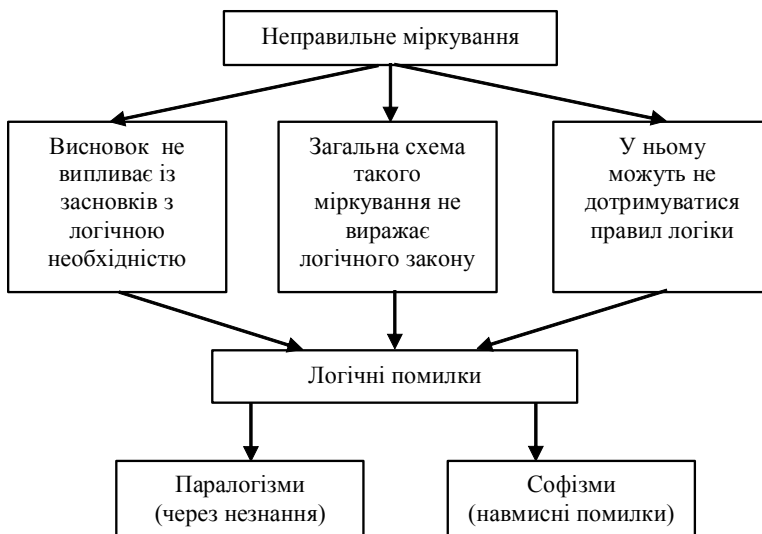 Неправильне міркування
Висновок не
випливає із
засновків з
логічною
необхідністю
Загальна схема
такого
міркування не
виражає
логічного закону
У ньому
можуть не
дотримуватися
правил логіки
Логічні помилки
Паралогізми
(через незнання)
Софізми
(навмисні помилки)